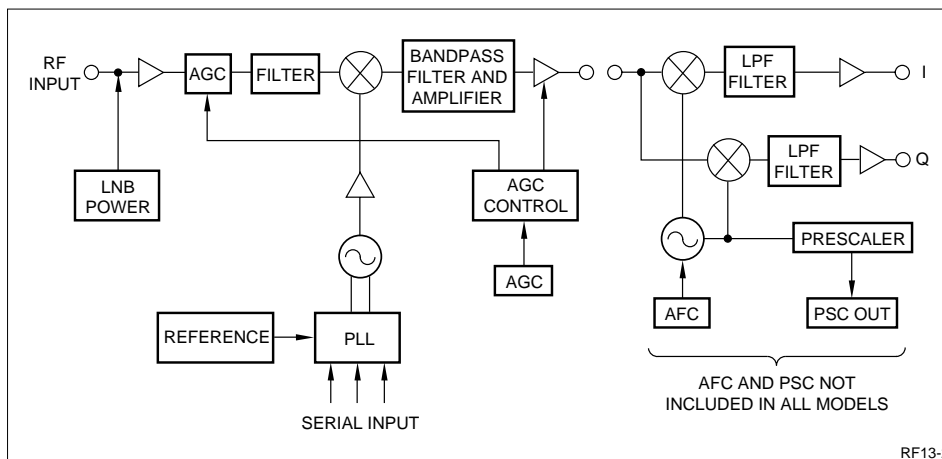 RF
INPUT
AGC
FILTER
BANDPASS
FILTER AND
AMPLIFIER
LPF
FILTER
I
LPF
FILTER
Q
LNB
POWER
AGC
CONTROL
AGC
PRESCALER
AFC
PSC OUT
REFERENCE
PLL
SERIAL INPUT
AFC AND PSC NOT
INCLUDED IN ALL MODELS
RF13-